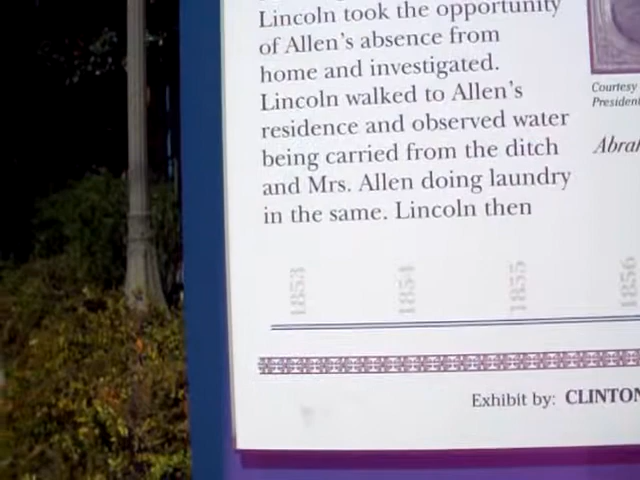 Lincoln took the opportunity
of Allen's absence from
home and investigated.
Lincoln walked to Allen's
residence and observed water
being carried from the ditch
and Mrs. Allen doing laundry
in the same. Lincoln then
Courtesy
President
Abra
1853
1854
1855
1856
Exhibit by: CLINTON